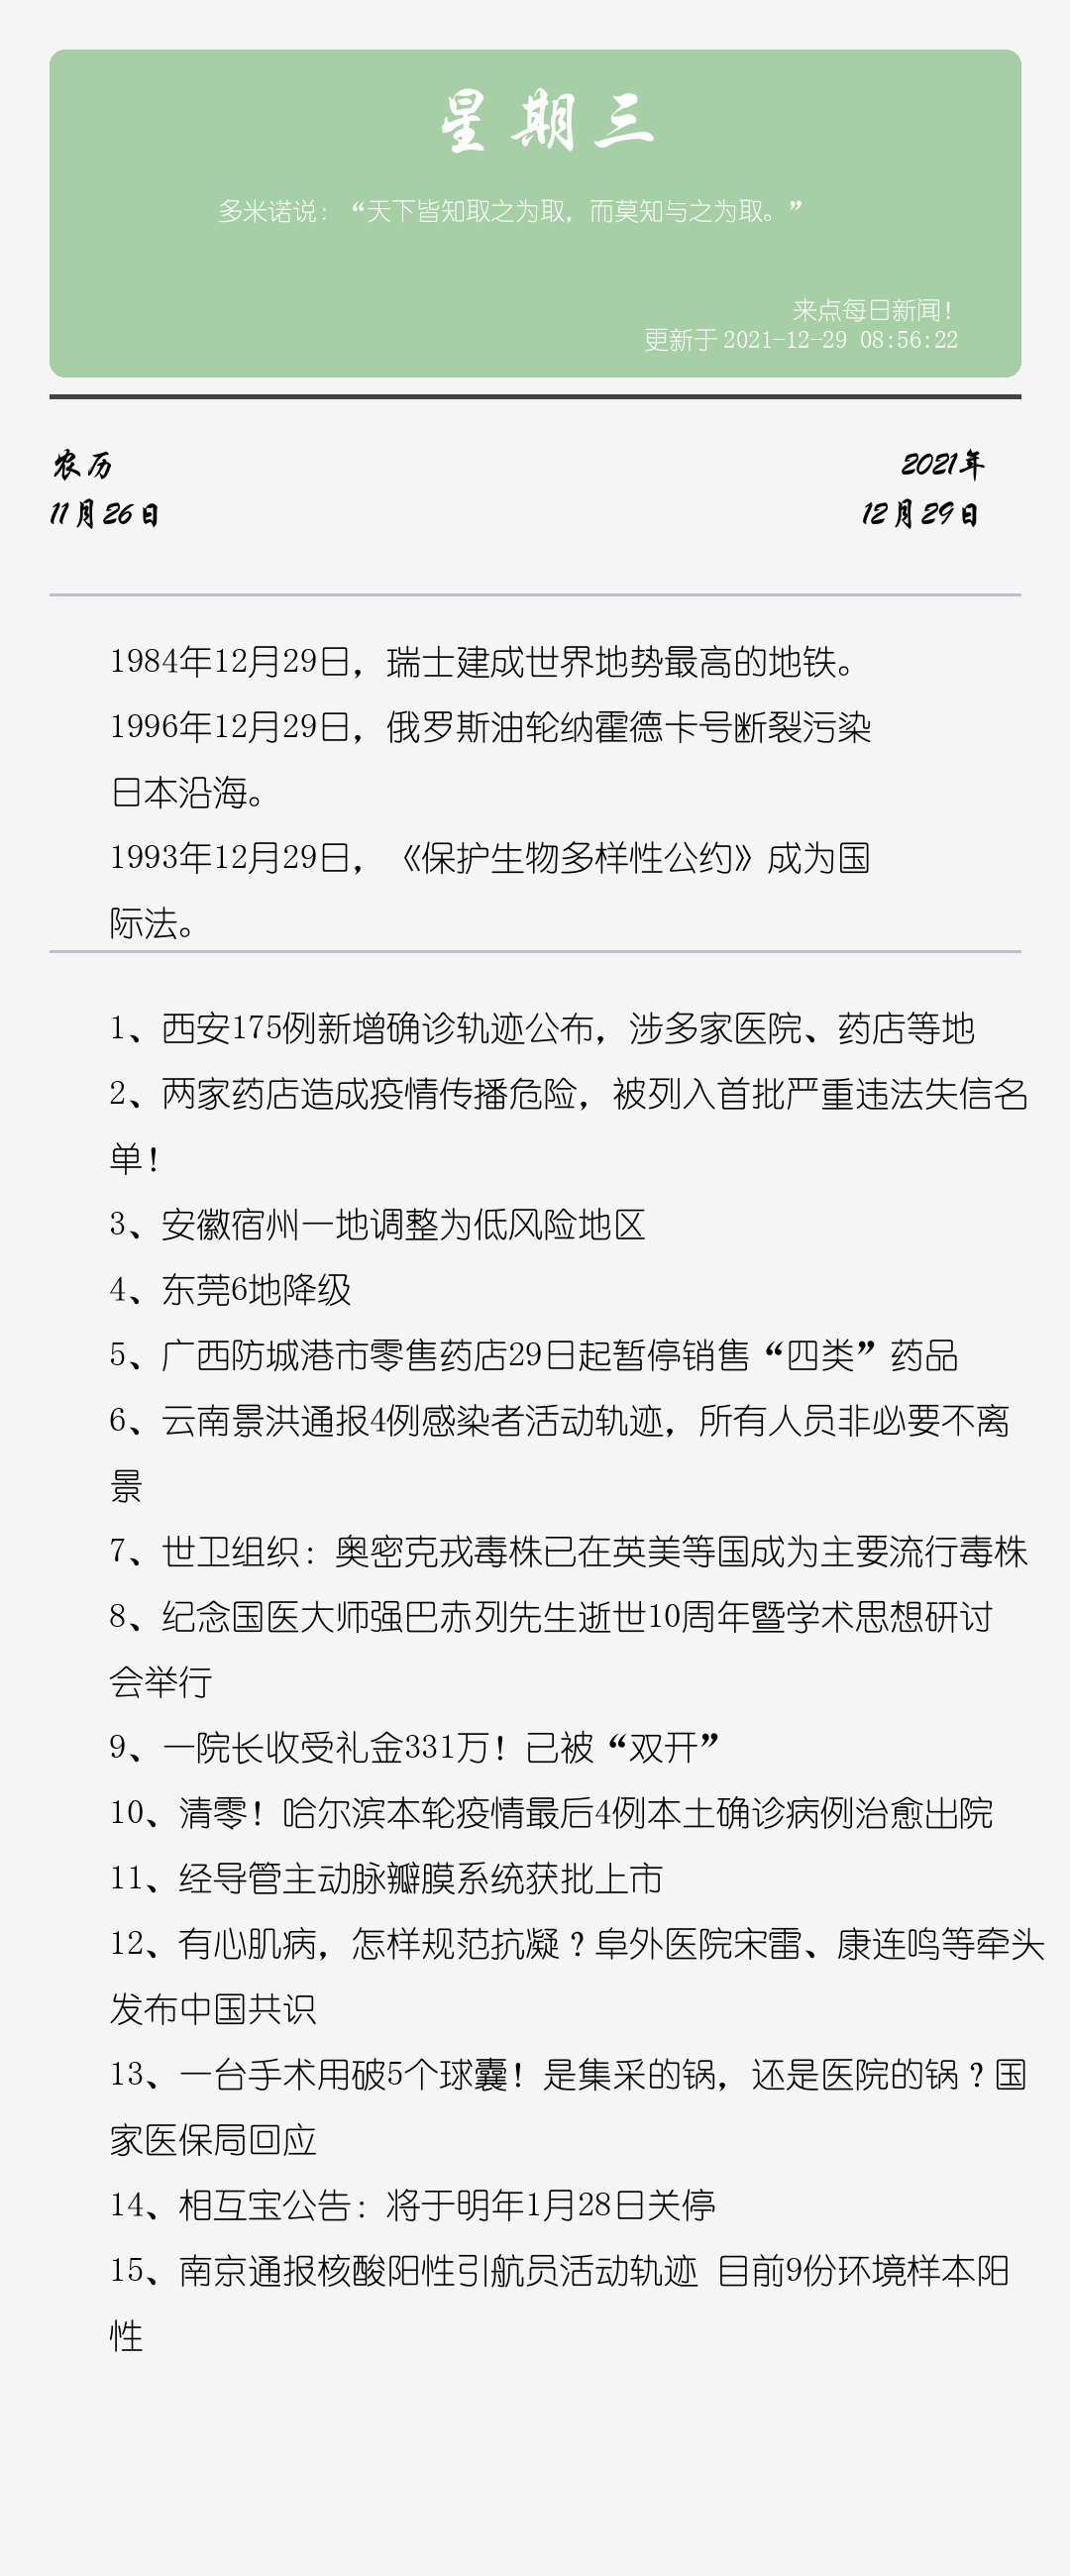 星期三
多米诺说：“天下皆知取之为取，而莫知与之为取。”
来点每日新闻！
更新于2021-12-29 08:56:22
农历
11月26日
2021年
12月29日
1984年12月29日，瑞士建成世界地势最高的地铁。
1996年12月29日，俄罗斯油轮纳霍德卡号断裂污染
日本沿海。
1993年12月29日，《保护生物多样性公约》成为国
际法。
1、西安175例新增确诊轨迹公布，涉多家医院、药店等地
2、两家药店造成疫情传播危险，被列入首批严重违法失信名
单！
3、安徽宿州一地调整为低风险地区
4、东莞6地降级
5、广西防城港市零售药店29日起暂停销售“四类”药品
6、云南景洪通报4例感染者活动轨迹，所有人员非必要不离
景
7、世卫组织：奥密克戎毒株已在英美等国成为主要流行毒株
8、纪念国医大师强巴赤列先生逝世10周年暨学术思想研讨
会举行
9、一院长收受礼金331万！已被“双开”
10、清零！哈尔滨本轮疫情最后4例本土确诊病例治愈出院
11、经导管主动脉瓣膜系统获批上市
12、有心肌病，怎样规范抗凝？阜外医院宋雷、康连鸣等牵头
发布中国共识
13、一台手术用破5个球囊！是集采的锅，还是医院的锅？国
家医保局回应
14、相互宝公告：将于明年1月28日关停
15、南京通报核酸阳性引航员活动轨迹 目前9份环境样本阳
性